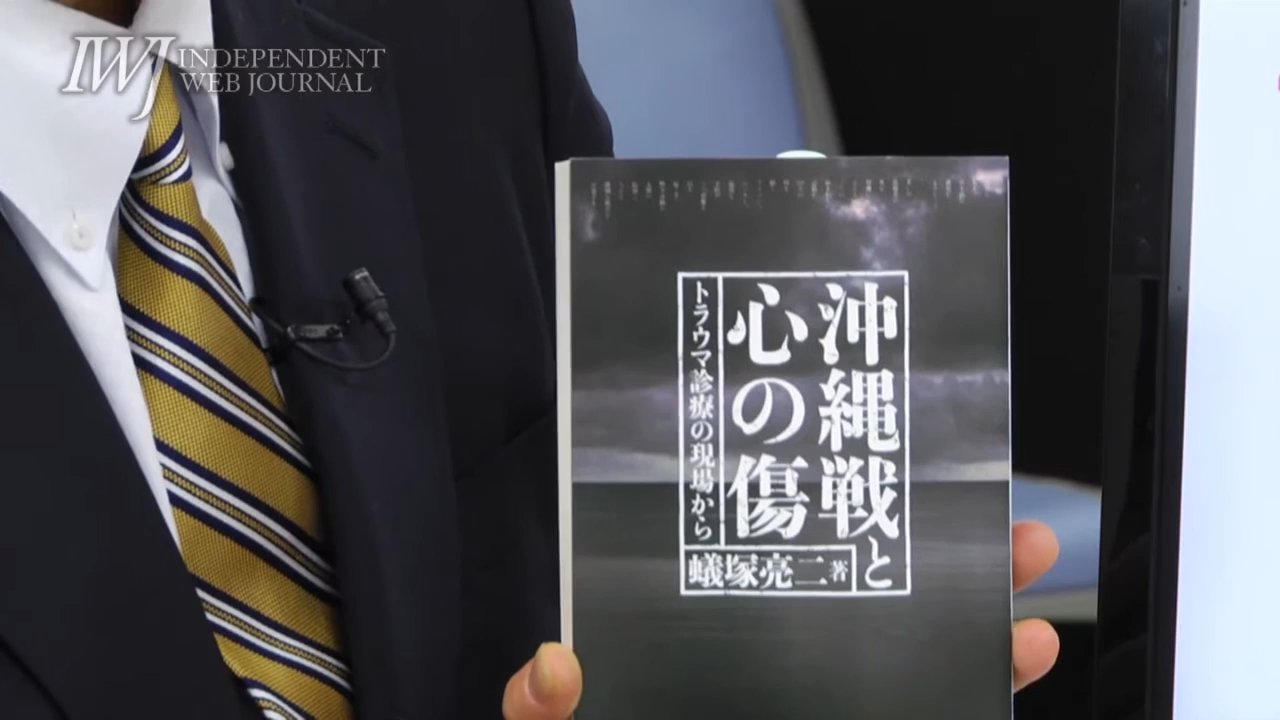 IWJ INDEPENDENT
WEB JOURNAL
沖縄戦と
心の傷
トラウマ診療の現場から
蟻塚亮二 著